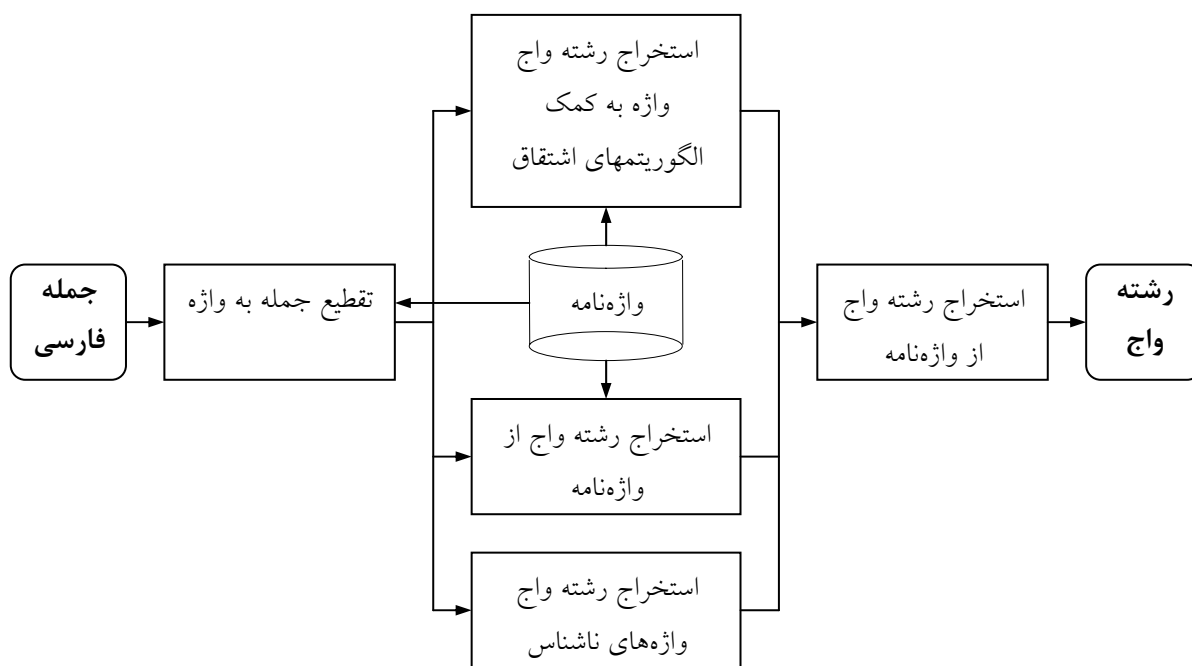 استخراج رشته واج
واژه به کمک
الگوریتمهای اشتقاق
جمله
فارسی
تقطیع جمله به واژه
واژه‌نامه
استخراج رشته واج
از واژه‌نامه
رشته
واج
استخراج رشته واج از
واژه‌نامه
استخراج رشته واج
واژه‌های ناشناس